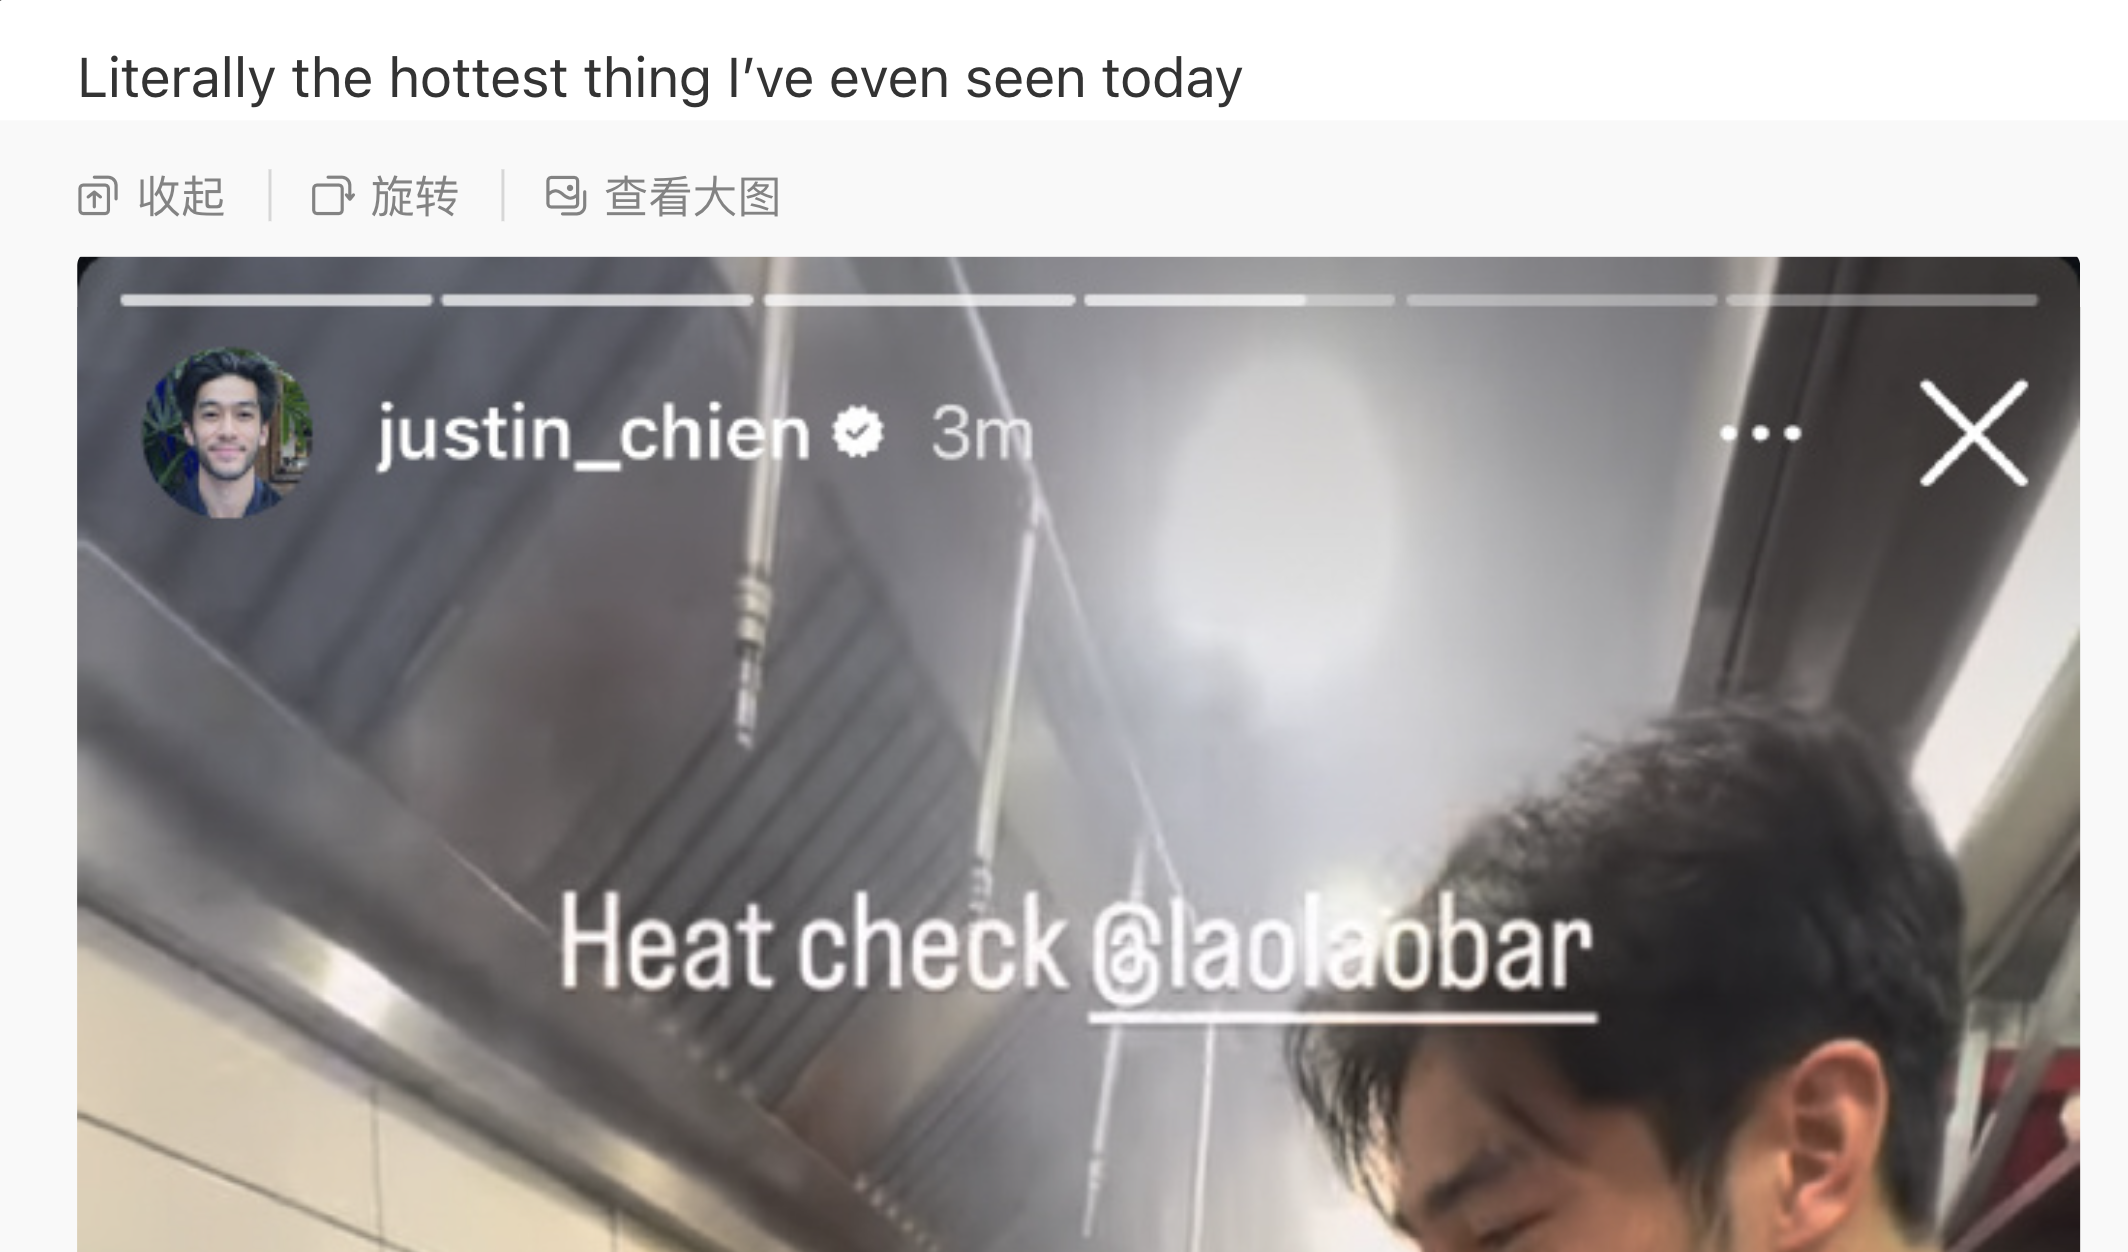 Literally the hottest thing I’ve even seen today
收起 旋转 查看大图
justin_chien 3m
Heat check @laolaobar